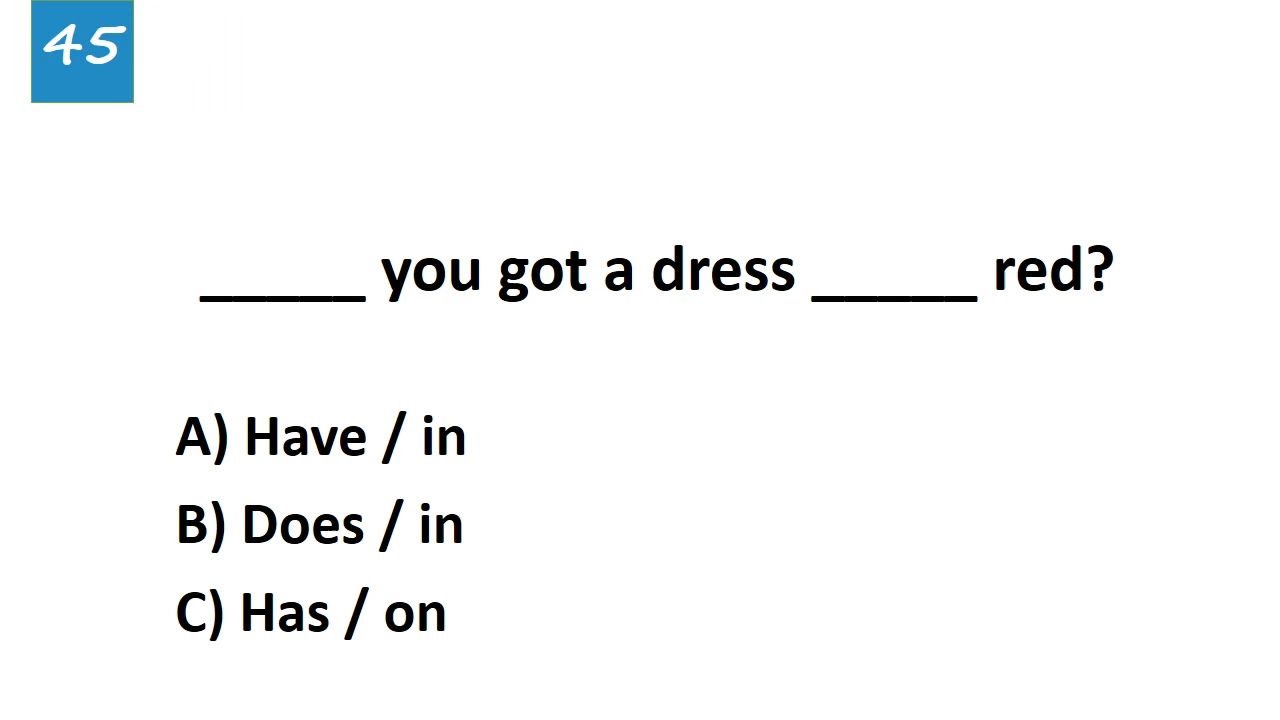 45
_____ you got a dress _____ red?
A) Have / in
B) Does / in
C) Has / on